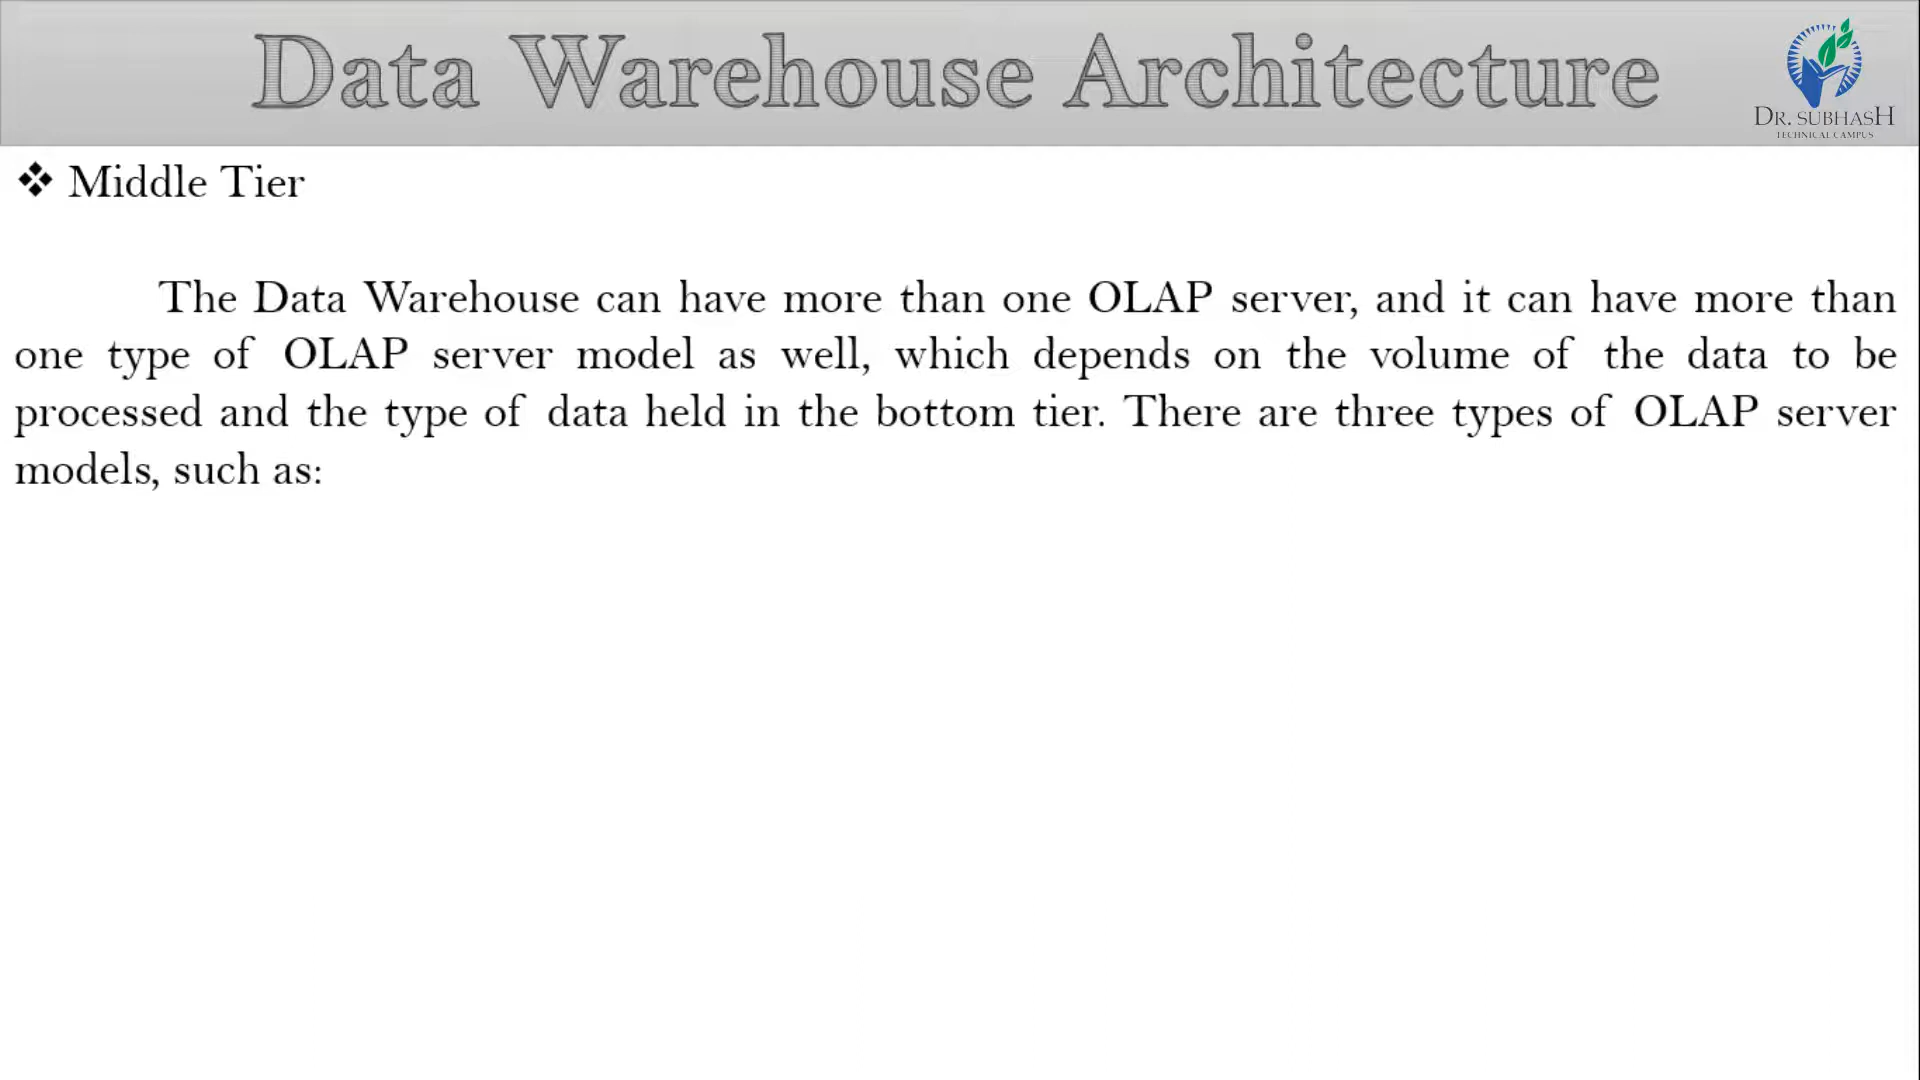 Data Warehouse Architecture
DR. SUBHASH
TECHNICAL CAMPUS
❖ Middle Tier
The Data Warehouse can have more than one OLAP server, and it can have more than
one type of OLAP server model as well, which depends on the volume of the data to be
processed and the type of data held in the bottom tier. There are three types of OLAP server
models, such as: